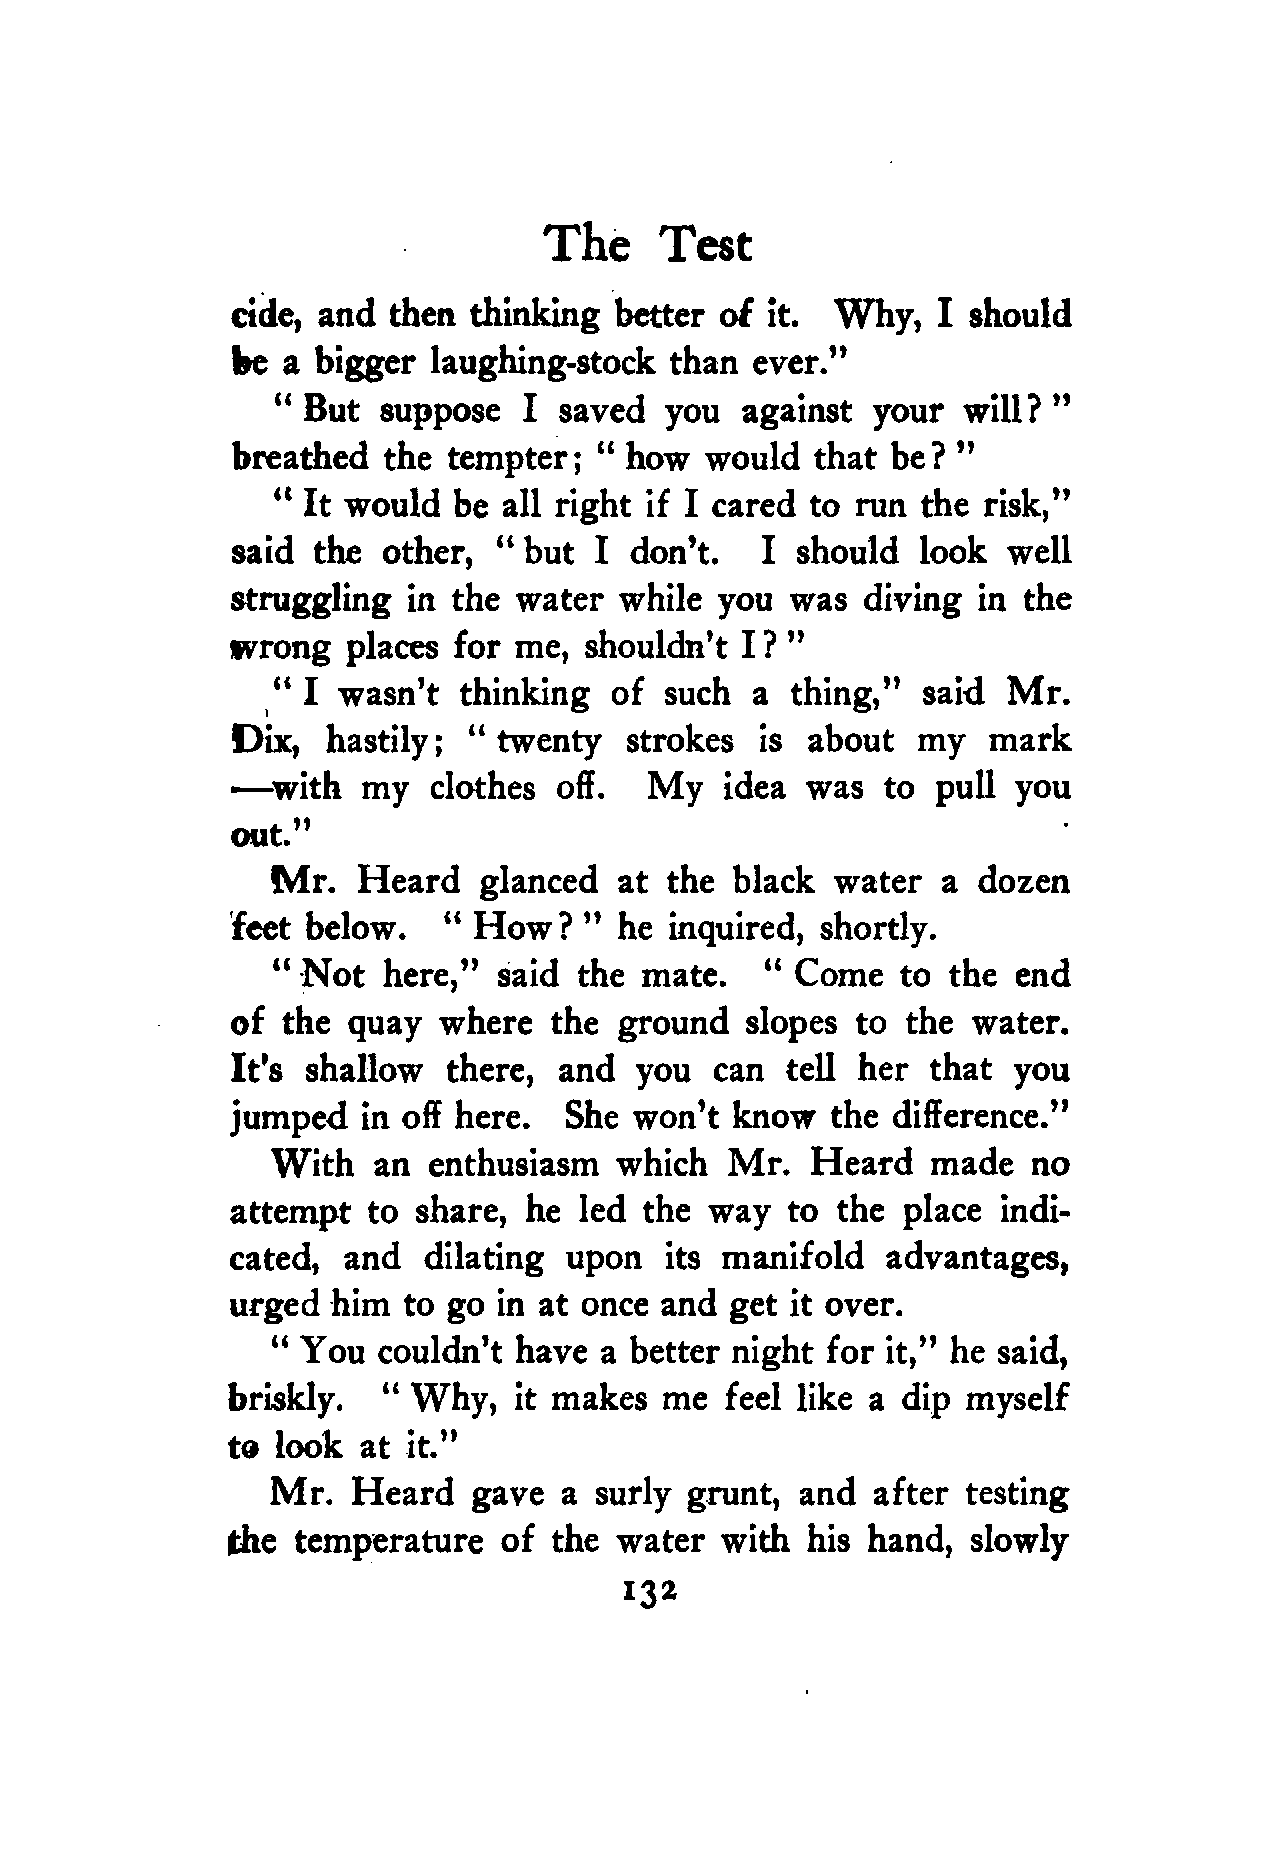 The Test
cide, and then thinking better of it. Why, I should
be a bigger laughing-stock than ever."
" But suppose I saved you against your will? "
breathed the tempter; " how would that be? "
" It would be all right if I cared to run the risk,"
said the other, " but I don't. I should look well
struggling in the water while you was diving in the
wrong places for me, shouldn't I? "
" I wasn't thinking of such a thing," said Mr.
Dix, hastily; " twenty strokes is about my mark
—with my clothes off. My idea was to pull you
out."
Mr. Heard glanced at the black water a dozen
feet below. " How? " he inquired, shortly.
" Not here," said the mate. " Come to the end
of the quay where the ground slopes to the water.
It's shallow there, and you can tell her that you
jumped in off here. She won't know the difference."
With an enthusiasm which Mr. Heard made no
attempt to share, he led the way to the place indi-
cated, and dilating upon its manifold advantages,
urged him to go in at once and get it over.
" You couldn't have a better night for it," he said,
briskly. " Why, it makes me feel like a dip myself
to look at it."
Mr. Heard gave a surly grunt, and after testing
the temperature of the water with his hand, slowly
132